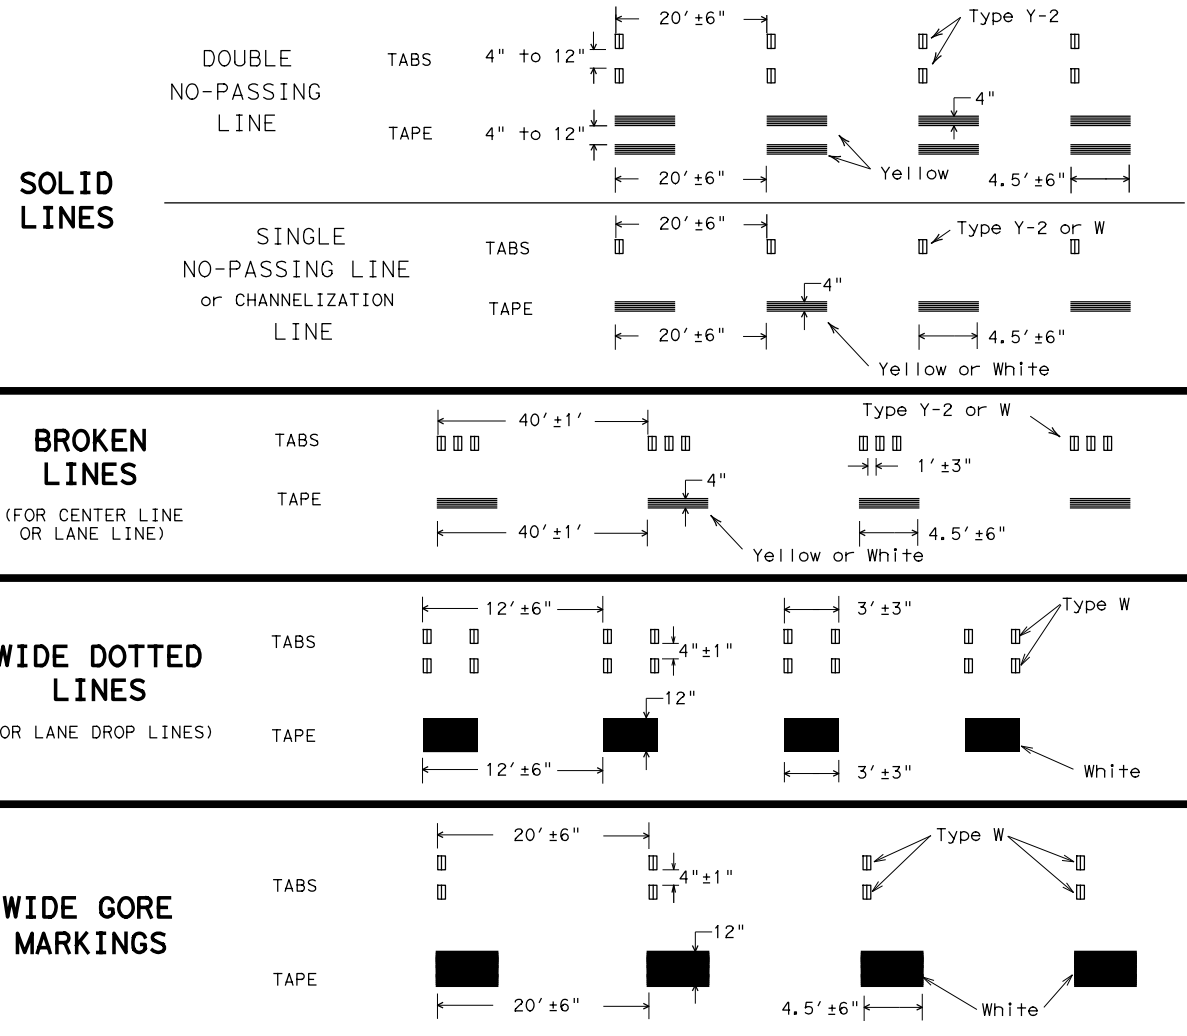 SOLID
LINES
DOUBLE
NO-PASSING
LINE
TABS
20'±6"
Type Y-2
4" to 12"
TAPE
4" to 12"
4"
Yellow
20'±6"
4.5'±6"
SINGLE
NO-PASSING LINE
or CHANNELIZATION
LINE
TABS
20'±6"
Type Y-2 or W
TAPE
4"
20'±6"
4.5'±6"
Yellow or White
BROKEN
LINES
(FOR CENTER LINE
OR LANE LINE)
TABS
40'±1'
Type Y-2 or W
1'±3"
TAPE
4"
40'±1'
4.5'±6"
Yellow or White
WIDE DOTTED
LINES
OR LANE DROP LINES)
TABS
12'±6"
3'±3"
Type W
4"±1"
TAPE
12"
12'±6"
3'±3"
White
WIDE GORE
MARKINGS
TABS
20'±6"
Type W
4"±1"
TAPE
12"
20'±6"
4.5'±6"
White